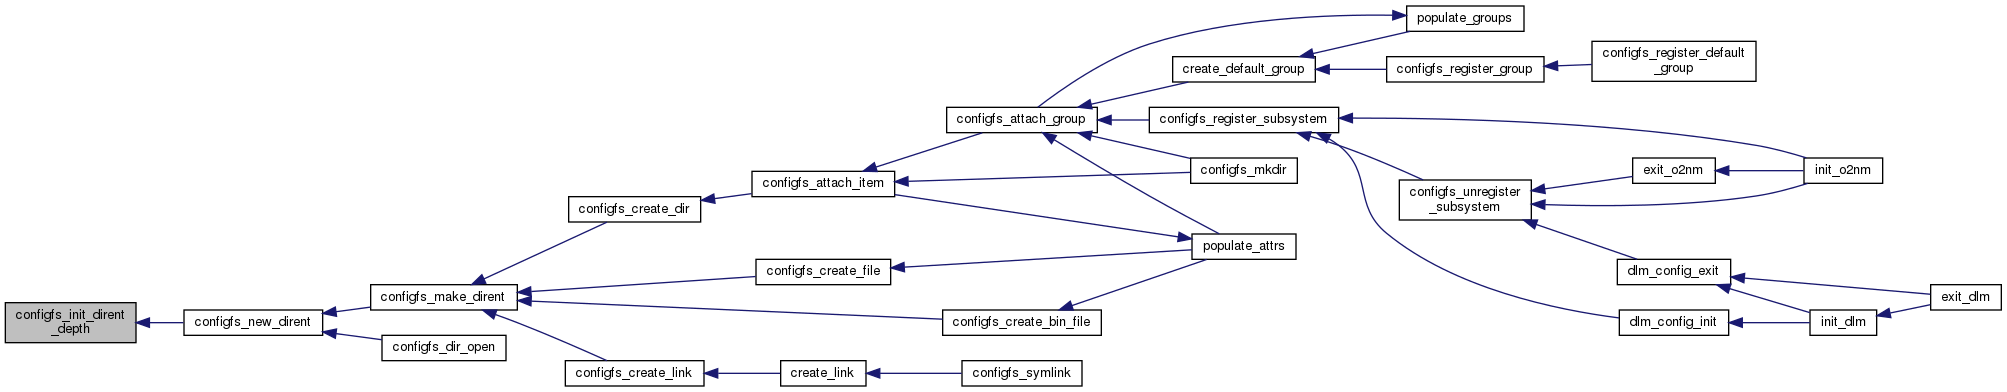 populate_groups
configfs_register_default
_group
create_default_group
configfs_register_group
configfs_attach_group
configfs_register_subsystem
configfs_mkdir
exit_o2nm
init_o2nm
configfs_attach_item
configfs_unregister
_subsystem
configfs_create_dir
populate_attrs
configfs_create_file
dlm_config_exit
configfs_make_dirent
exit_dlm
configfs_init_dirent
_depth
configfs_new_dirent
configfs_create_bin_file
dlm_config_init
init_dlm
configfs_dir_open
configfs_create_link
create_link
configfs_symlink